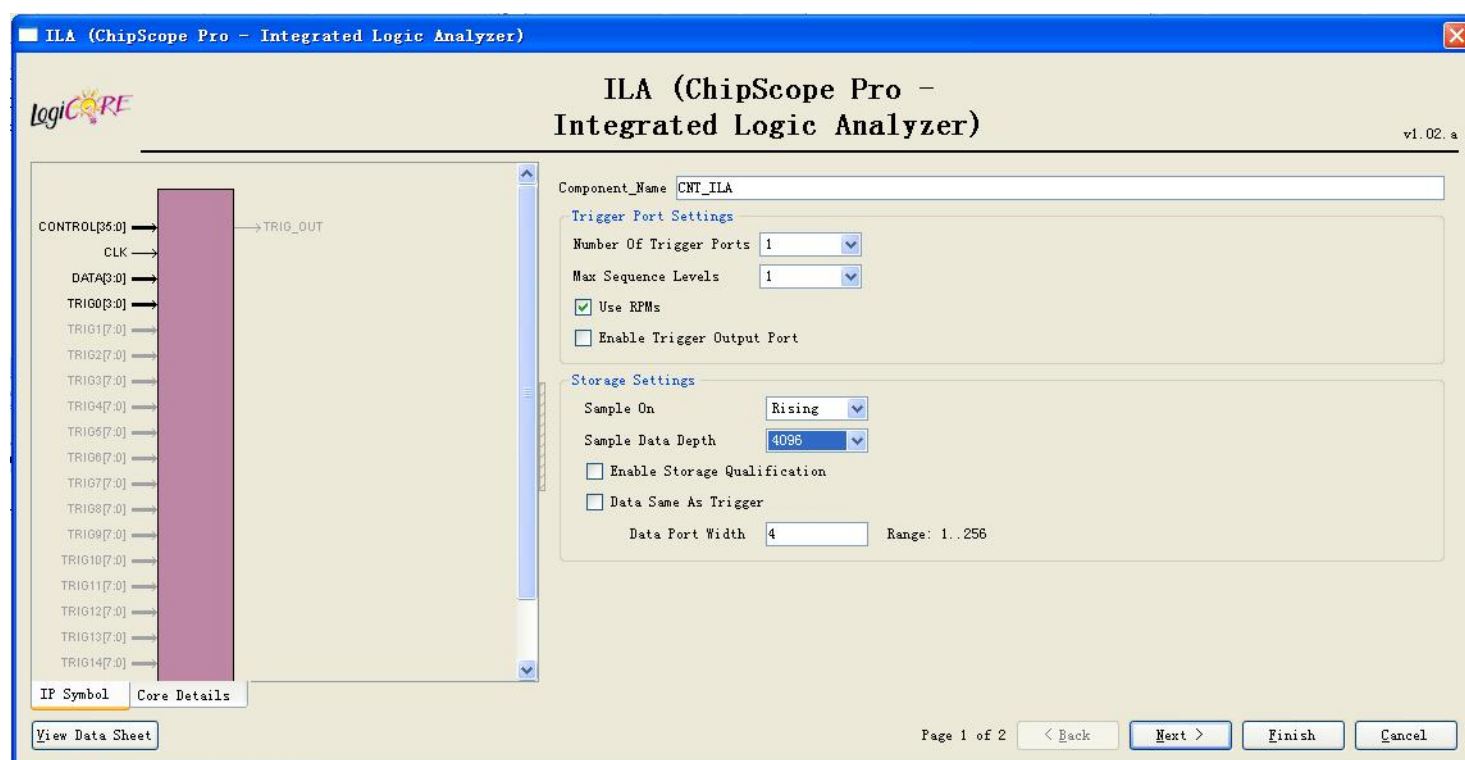 ILA (ChipScope Pro - Integrated Logic Analyzer)
LogiCORE
ILA (ChipScope Pro -
Integrated Logic Analyzer)
v1.02.a
CONTROL[35:0]
TRIG_OUT
CLK
DATA[3:0]
TRIG0[3:0]
TRIG1[7:0]
TRIG2[7:0]
TRIG3[7:0]
TRIG4[7:0]
TRIG5[7:0]
TRIG6[7:0]
TRIG7[7:0]
TRIG8[7:0]
TRIG9[7:0]
TRIG10[7:0]
TRIG11[7:0]
TRIG12[7:0]
TRIG13[7:0]
TRIG14[7:0]
IP Symbol
Core Details
Component_Name CNT_ILA
Trigger Port Settings
Number Of Trigger Ports 1
Max Sequence Levels 1
Use RPMs
Enable Trigger Output Port
Storage Settings
Sample On Rising
Sample Data Depth 4096
Enable Storage Qualification
Data Same As Trigger
Data Port Width 4 Range: 1..256
View Data Sheet
Page 1 of 2 < Back Next > Finish Cancel